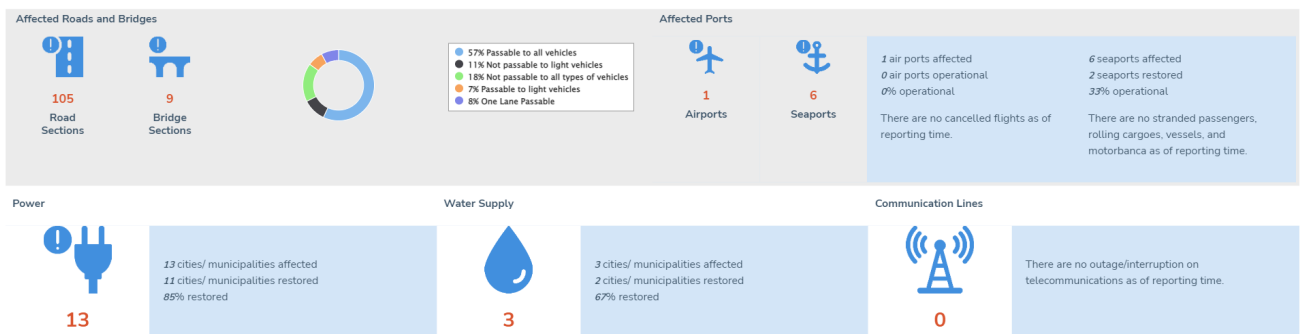 Affected Roads and Bridges
105
Road
Sections
9
Bridge
Sections
57% Passable to all vehicles
11% Not passable to light vehicles
18% Not passable to all types of vehicles
7% Passable to light vehicles
8% One Lane Passable
Affected Ports
1
Airports
6
Seaports
1 air ports affected
0 air ports operational
0% operational
There are no cancelled flights as of
reporting time.
6 seaports affected
2 seaports restored
33% operational
There are no stranded passengers,
rolling cargoes, vessels, and
motorbanca as of reporting time.
Power
13
13 cities/ municipalities affected
11 cities/ municipalities restored
85% restored
Water Supply
3
3 cities/ municipalities affected
2 cities/ municipalities restored
67% restored
Communication Lines
0
There are no outage/interruption on
telecommunications as of reporting time.